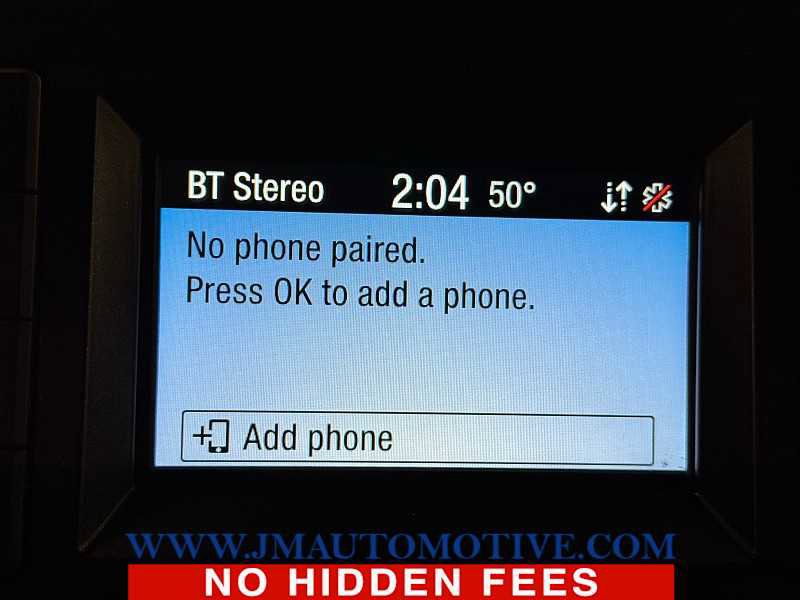 BT Stereo 2:04 50°
No phone paired.
Press OK to add a phone.
Add phone
WWW.JMAUTOMOTIVE.COM
NO HIDDEN FEES